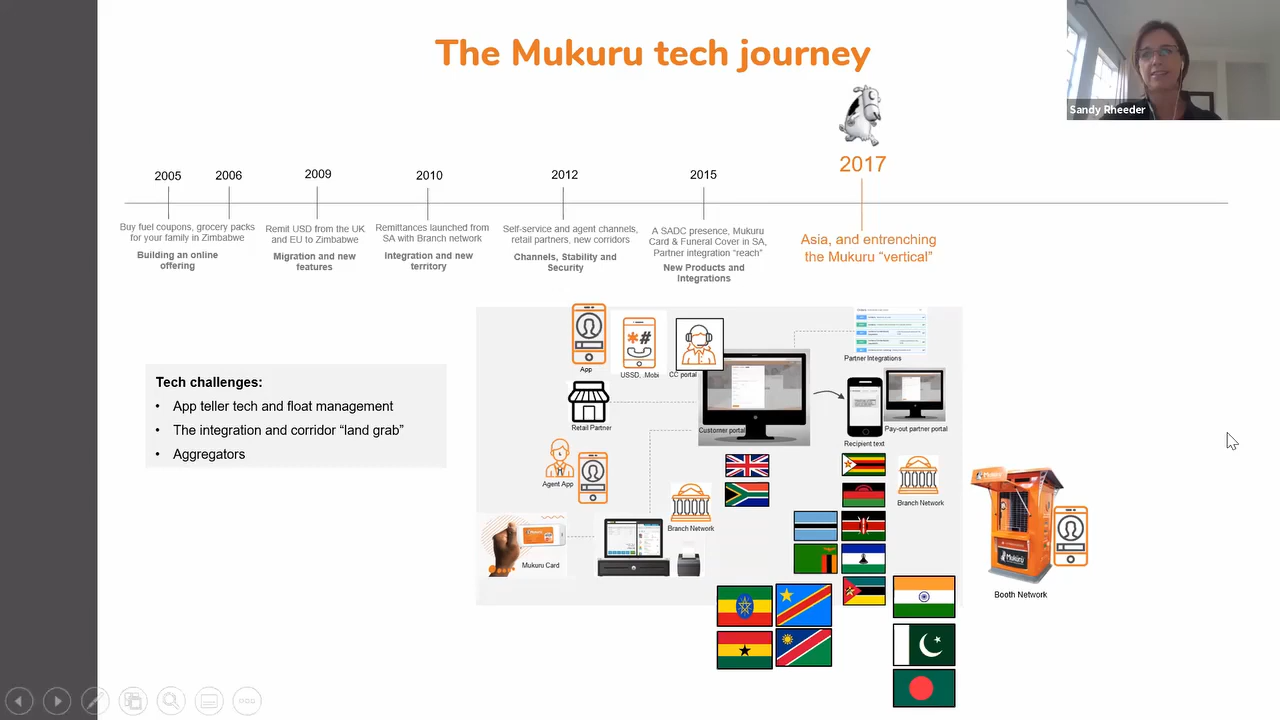 The Mukuru tech journey
Sandy Rheeder
2005
2006
2009
2010
2012
2015
2017
Buy fuel coupons, grocery packs
for your family in Zimbabwe
Building an online
offering
Remit USD from the UK
and EU to Zimbabwe
Migration and new
features
Remittances launched from
SA with Branch network
Integration and new
territory
Self-service and agent channels,
retail partners, new corridors
Channels, Stability and
Security
A SADC presence, Mukuru
Card & Funeral Cover in SA,
Partner integration “reach”
New Products and
Integrations
Asia, and entrenching
the Mukuru “vertical”
Tech challenges:
• App teller tech and float management
• The integration and corridor “land grab”
• Aggregators
App
USSD, .Mobi
CC portal
Partner Integrations
Retail Partner
Customer portal
Recipient text
Pay-out partner portal
Agent App
Branch Network
Branch Network
Mukuru Card
Mukuru
Mukuru
Booth Network